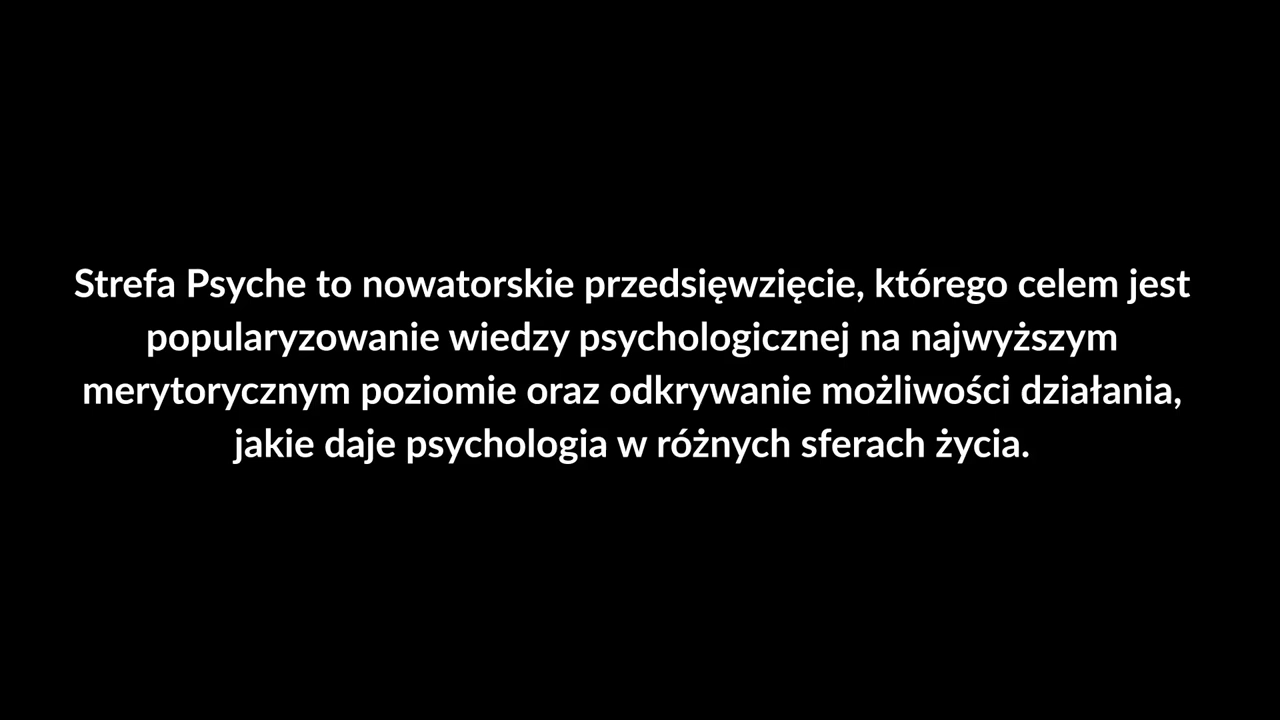 Strefa Psyche to nowatorskie przedsięwzięcie, którego celem jest
popularyzowanie wiedzy psychologicznej na najwyższym
merytorycznym poziomie oraz odkrywanie możliwości działania,
jakie daje psychologia w różnych sferach życia.